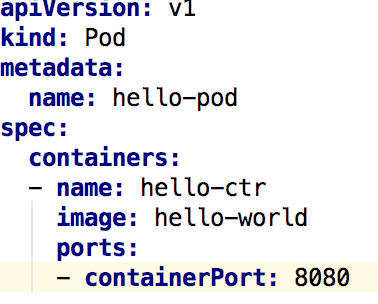 apiVersion: v1
kind: Pod
metadata:
  name: hello-pod
spec:
  containers:
  - name: hello-ctr
    image: hello-world
    ports:
    - containerPort: 8080